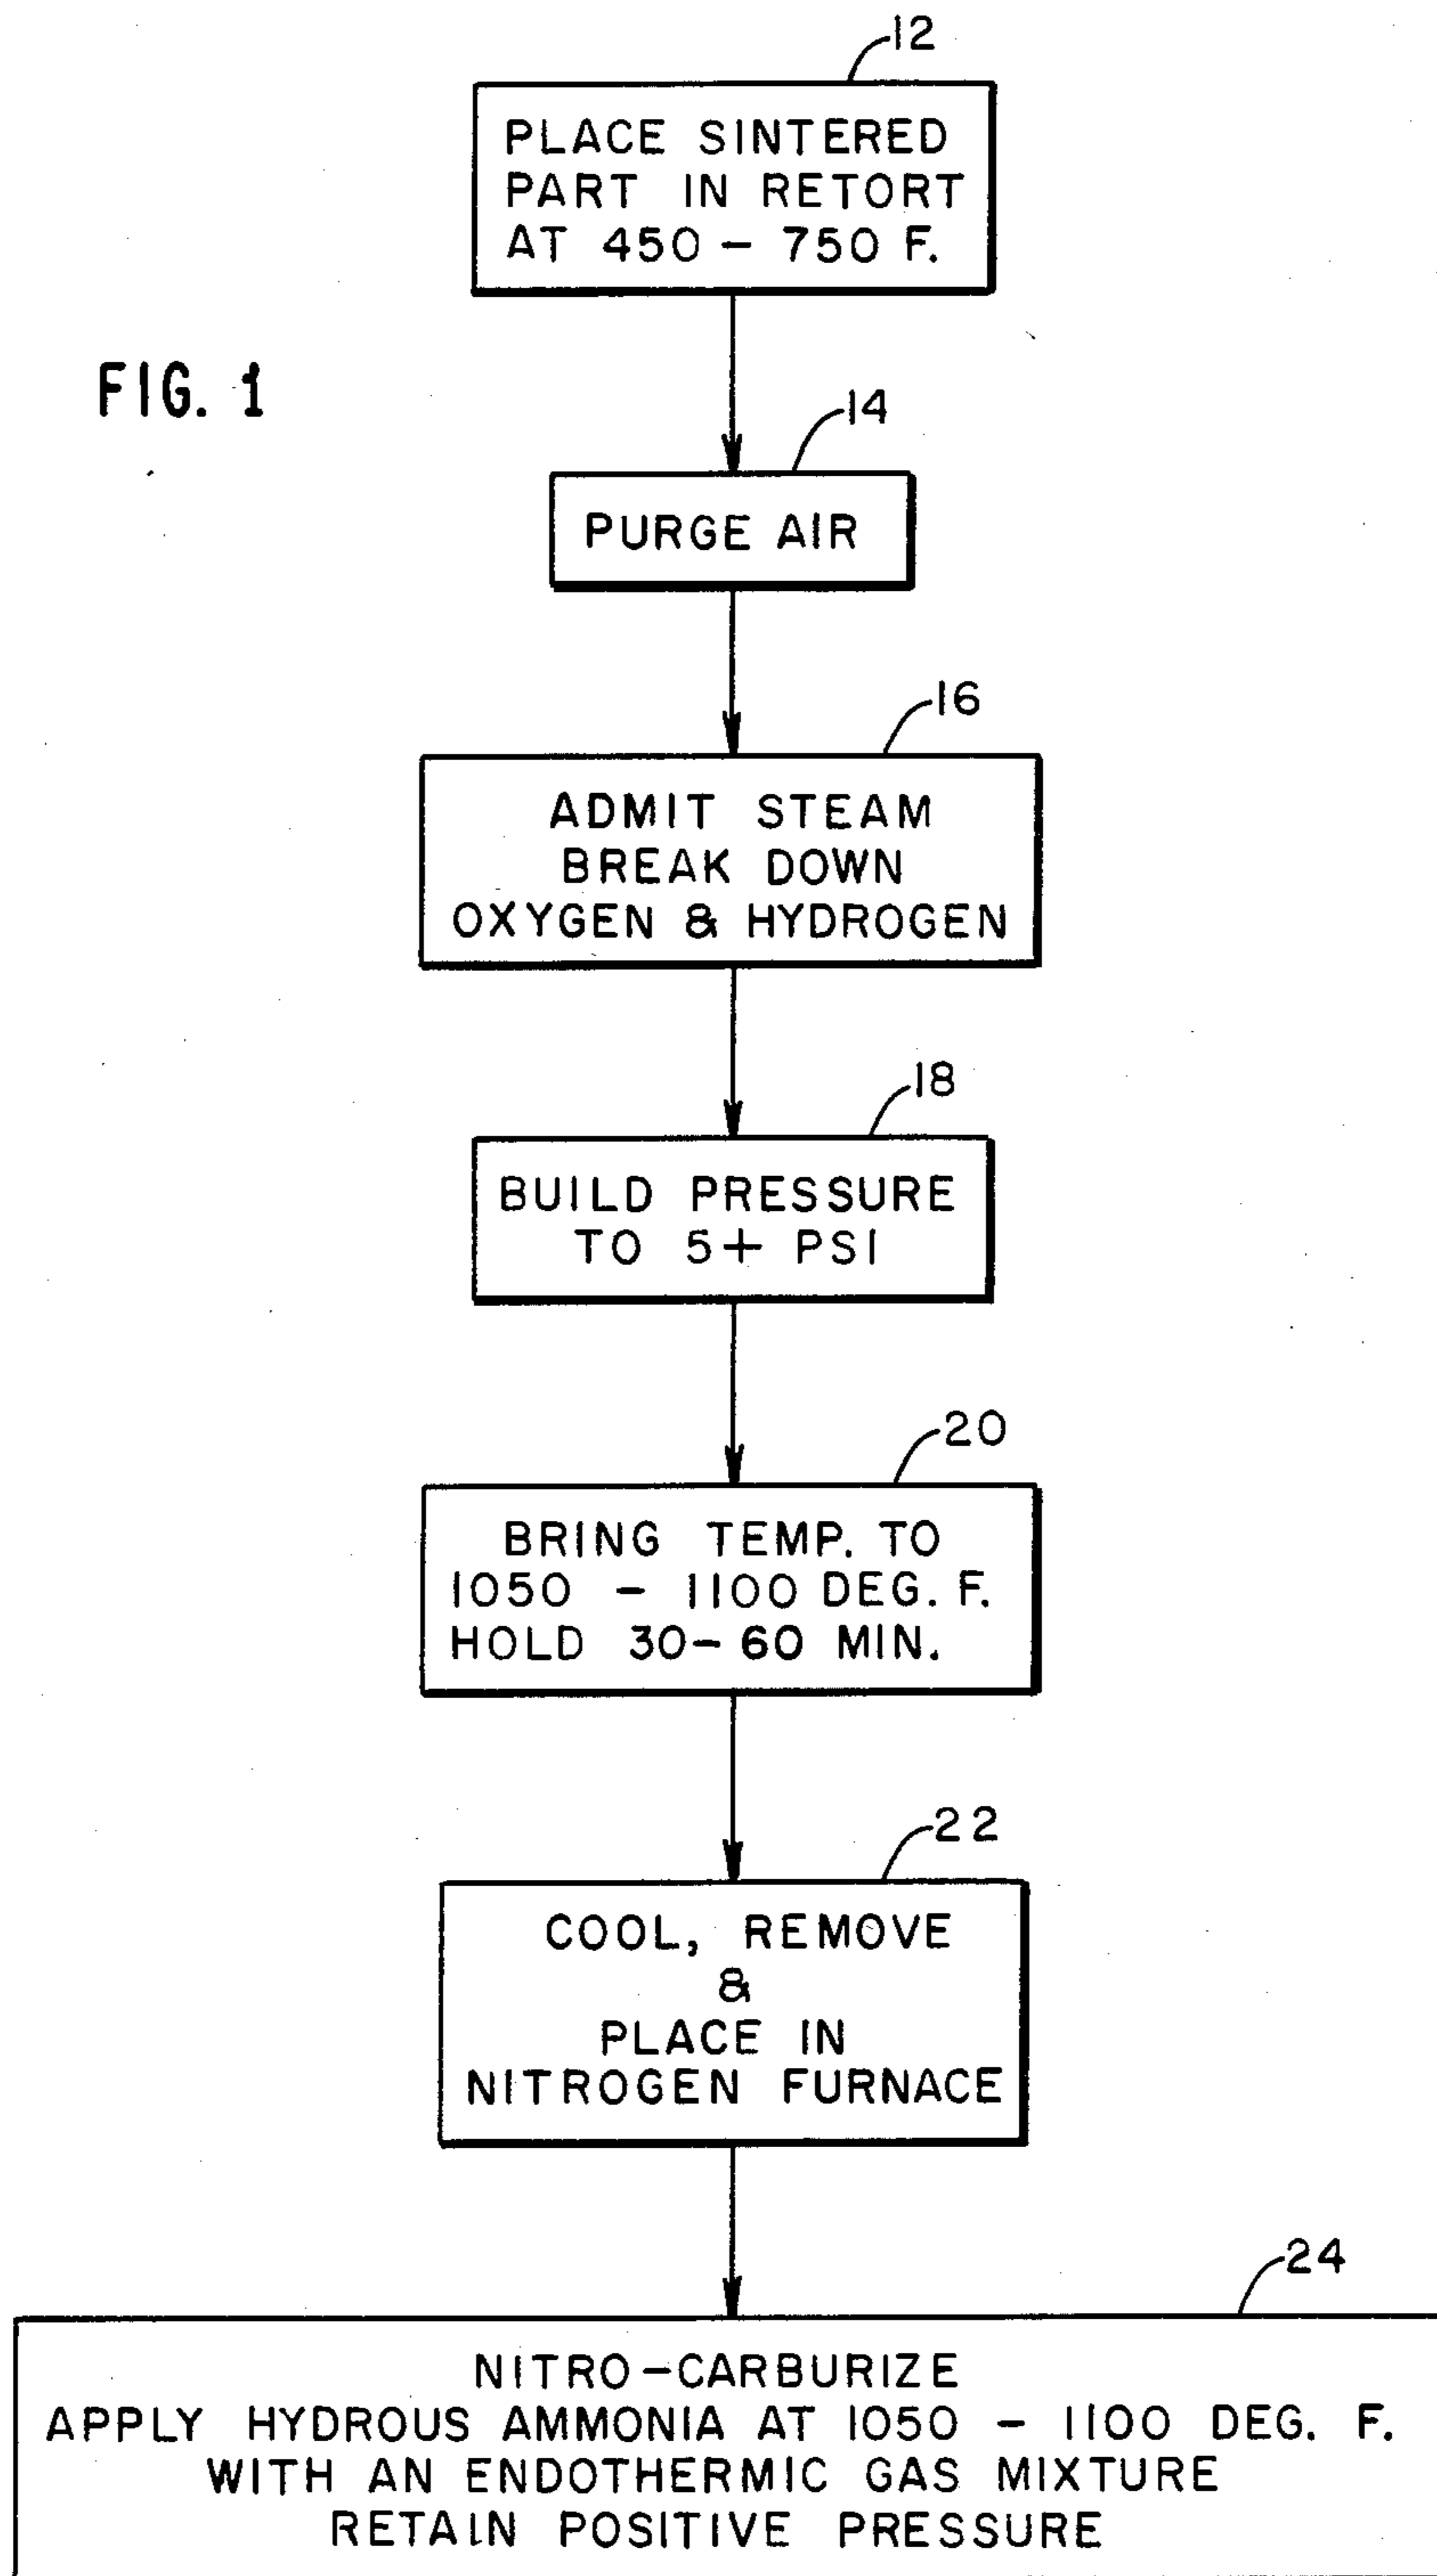 12
PLACE SINTERED
PART IN RETORT
AT 450 - 750 F.
FIG. 1
14
PURGE AIR
16
ADMIT STEAM
BREAK DOWN
OXYGEN & HYDROGEN
18
BUILD PRESSURE
TO 5+ PSI
20
BRING TEMP. TO
1050 - 1100 DEG. F.
HOLD 30-60 MIN.
22
COOL, REMOVE
&
PLACE IN
NITROGEN FURNACE
24
NITRO-CARBURIZE
APPLY HYDROUS AMMONIA AT 1050 - 1100 DEG. F.
WITH AN ENDOTHERMIC GAS MIXTURE
RETAIN POSITIVE PRESSURE